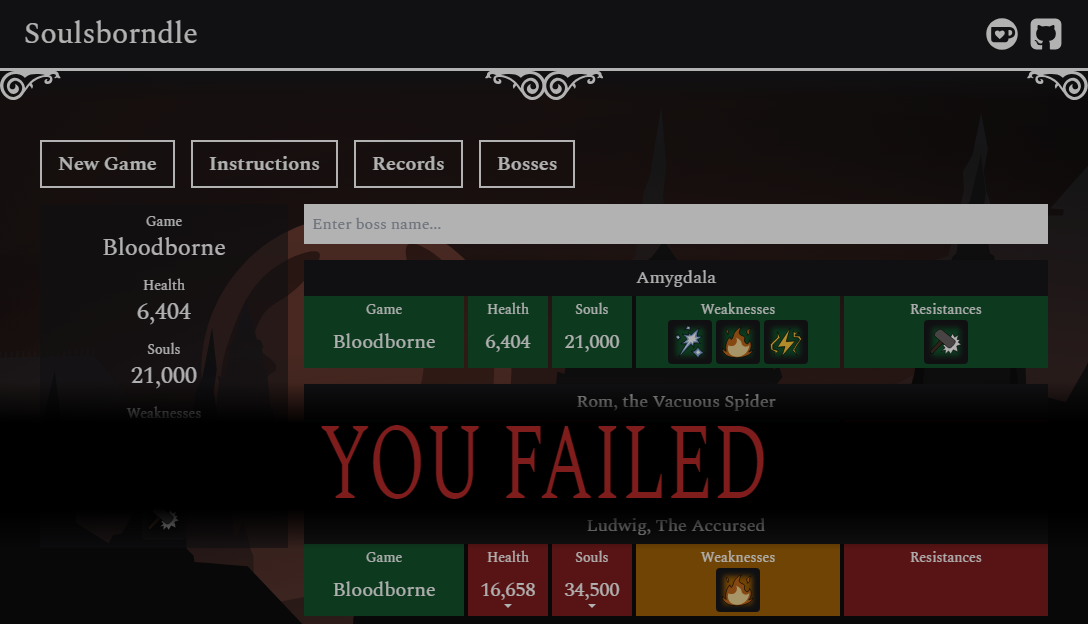 Soulsborndle
New Game
Instructions
Records
Bosses
Game
Bloodborne
Health
6,404
Souls
21,000
Weaknesses
Enter boss name...
Amygdala
Game
Health
Souls
Weaknesses
Resistances
Bloodborne
6,404
21,000
Rom, the Vacuous Spider
YOU FAILED
Ludwig, The Accursed
Game
Health
Souls
Weaknesses
Resistances
Bloodborne
16,658
34,500